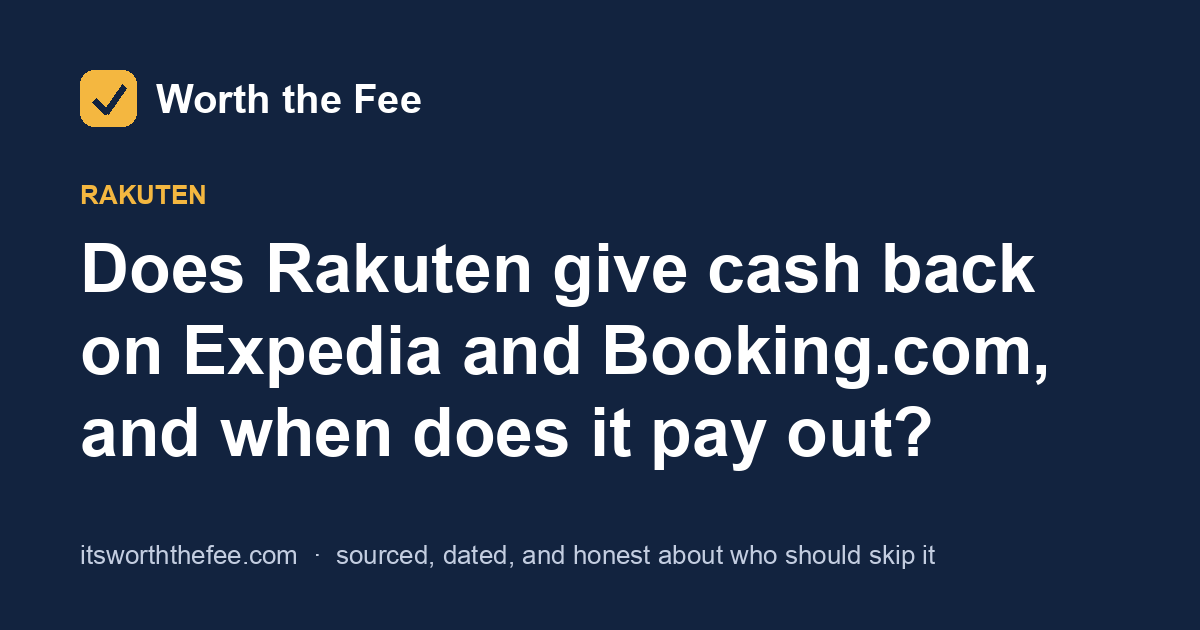 Worth the Fee
RAKUTEN
Does Rakuten give cash back
on Expedia and Booking.com,
and when does it pay out?
itsworththefee.com · sourced, dated, and honest about who should skip it